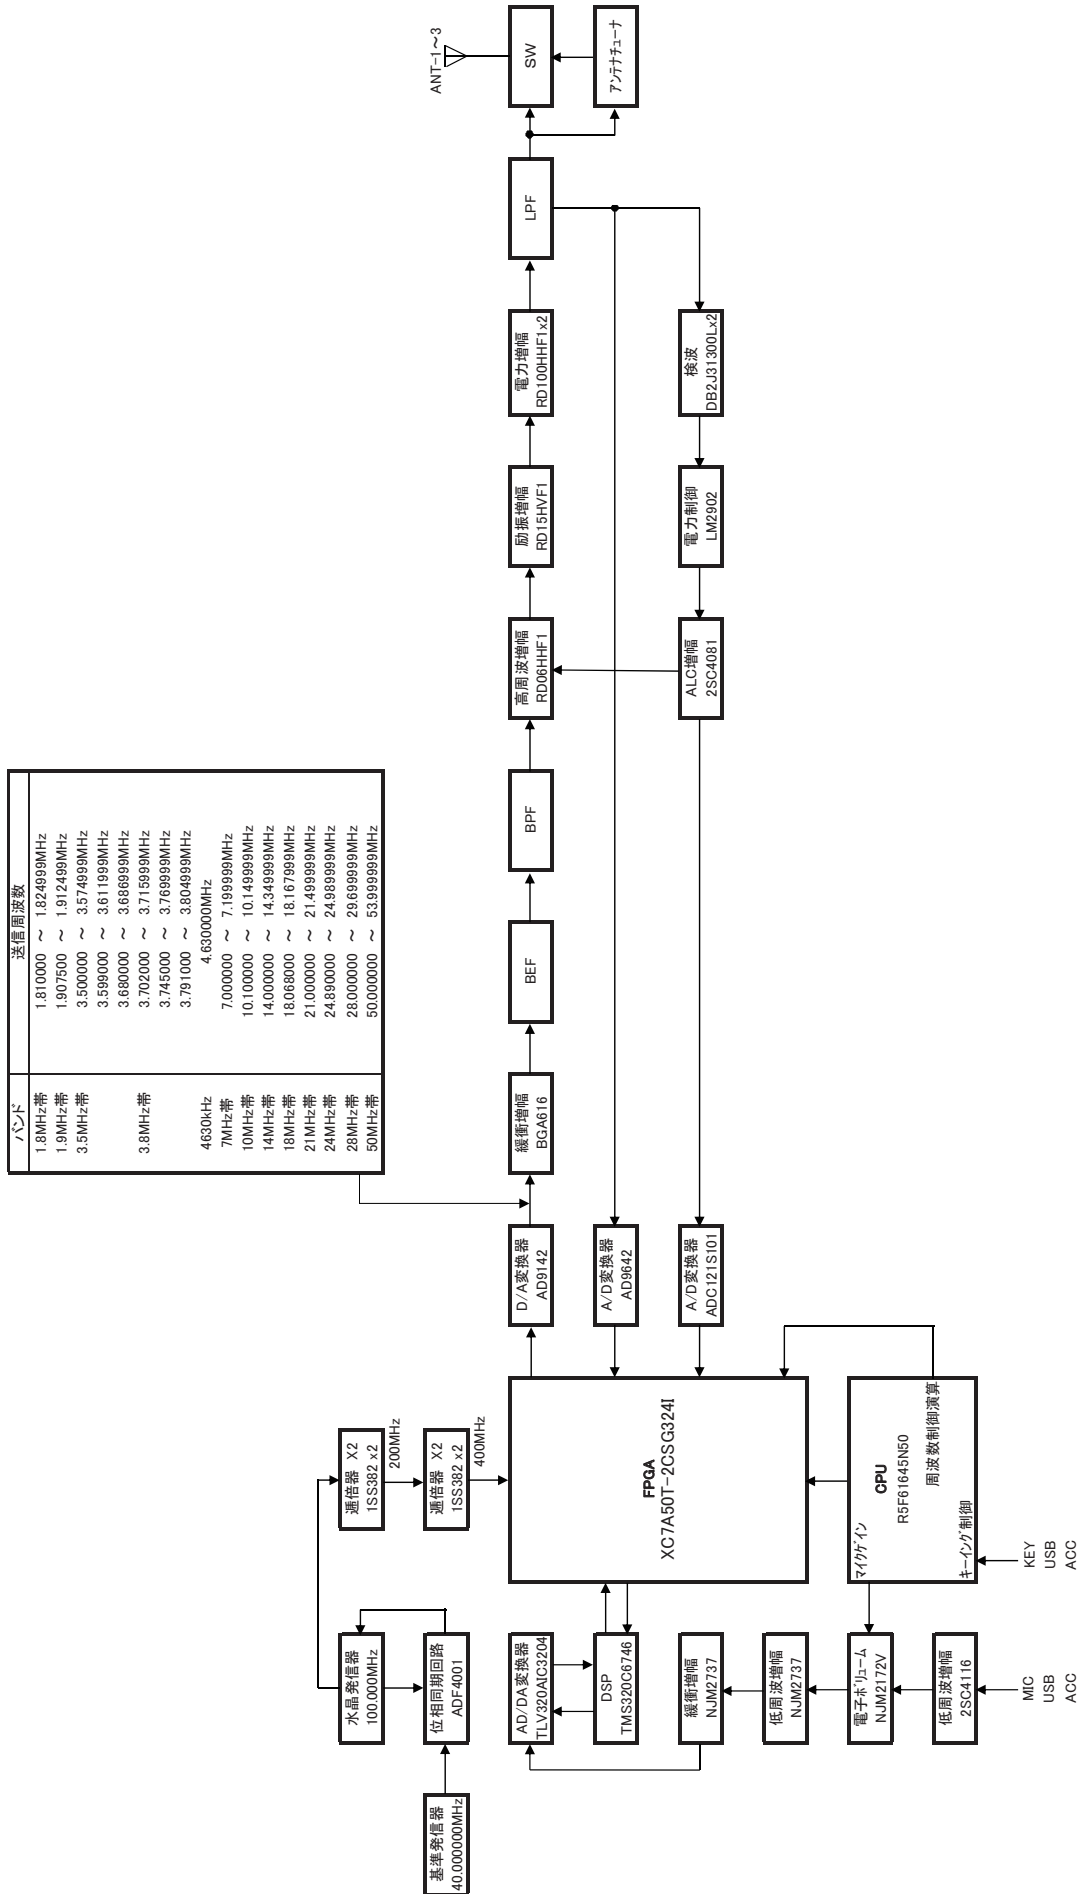 バンド
送信周波数
1.8MHz帯 1.810000 ～ 1.824999MHz
1.9MHz帯 1.907500 ～ 1.912499MHz
3.5MHz帯 3.500000 ～ 3.574999MHz
3.599000 ～ 3.611999MHz
3.680000 ～ 3.686999MHz
3.8MHz帯 3.702000 ～ 3.715999MHz
3.745000 ～ 3.769999MHz
3.791000 ～ 3.804999MHz
4630kHz 4.630000MHz
7MHz帯 7.000000 ～ 7.199999MHz
10MHz帯 10.100000 ～ 10.149999MHz
14MHz帯 14.000000 ～ 14.349999MHz
18MHz帯 18.068000 ～ 18.167999MHz
21MHz帯 21.000000 ～ 21.499999MHz
24MHz帯 24.890000 ～ 24.989999MHz
28MHz帯 28.000000 ～ 29.699999MHz
50MHz帯 50.000000 ～ 53.999999MHz
水晶発信器
100.000MHz
逓倍器 X2
1SS382 x2
200MHz
基準発信器
40.000000MHz
位相同期回路
ADF4001
逓倍器 X2
1SS382 x2
400MHz
ANT-1～3
AD/DA変換器
TLV320AIC3204
D/A変換器
AD9142
緩衝増幅
BGA616
BEF
BPF
高周波増幅
RD06HHF1
励振増幅
RD15HVF1
電力増幅
RD100HHF1x2
LPF
SW
DSP
TMS320C6746
FPGA
XC7A50T-2CSG324I
A/D変換器
AD9642
アンテナチューナ
緩衝増幅
NJM2737
A/D変換器
ADC121S101
ALC増幅
2SC4081
電力制御
LM2902
検波
DB2J31300Lx2
低周波増幅
NJM2737
電子ボリューム
NJM2172V
マイクゲイン
CPU
R5F61645N50
周波数制御演算
キーイング制御
低周波増幅
2SC4116
MIC
USB
ACC
KEY
USB
ACC